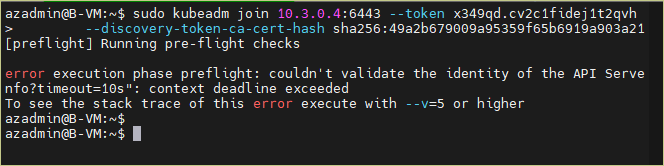 azadmin@B-VM:~$ sudo kubeadm join 10.3.0.4:6443 --token x349qd.cv2c1fidej1t2qvh
>       --discovery-token-ca-cert-hash sha256:49a2b679009a95359f65b6919a903a21
[preflight] Running pre-flight checks
error execution phase preflight: couldn't validate the identity of the API Serve
nfo?timeout=10s": context deadline exceeded
To see the stack trace of this error execute with --v=5 or higher
azadmin@B-VM:~$
azadmin@B-VM:~$